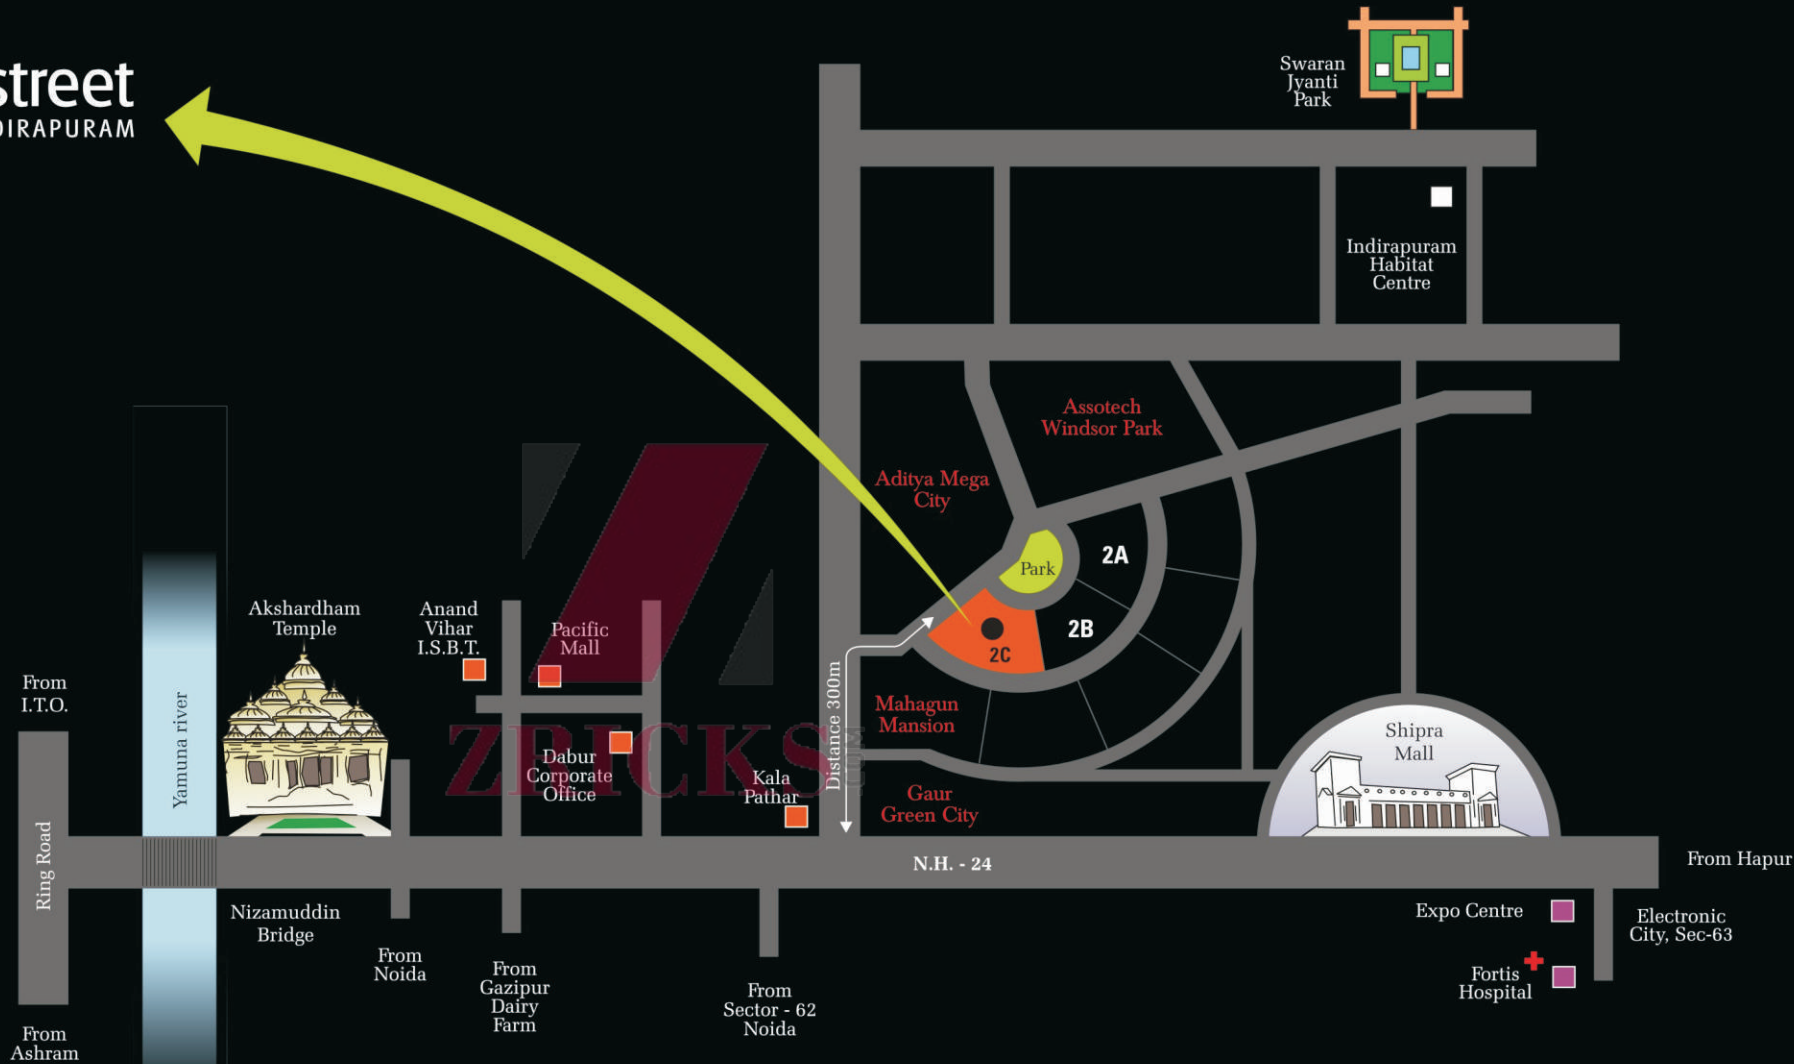 street
DIRAPURAM
Swaran
Jyanti
Park
Indirapuram
Habitat
Centre
Assotech
Windsor Park
Aditya Mega
City
Park
2A
2B
2C
Akshardham
Temple
Anand
Vihar
I.S.B.T.
Pacific
Mall
From
I.T.O.
Yamuna river
Distance 300m
Mahagun
Mansion
Shipra
Mall
ZRICKS
.COM
Dabur
Corporate
Office
Kala
Pathar
Gaur
Green City
Ring Road
N.H. - 24
From Hapur
Nizamuddin
Bridge
Expo Centre
Electronic
City, Sec-63
From
Noida
From
Gazipur
Dairy
Farm
From
Sector - 62
Noida
Fortis
Hospital
From
Ashram